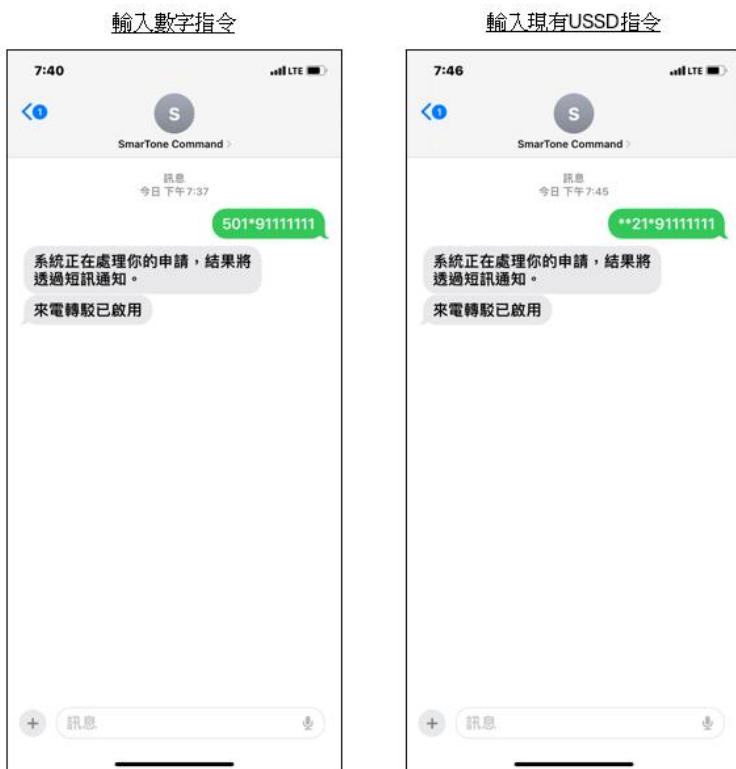 輸入數字指令
7:40
LTE
1
S
SmarTone Command
訊息
今日 下午7:37
501*91111111
系統正在處理你的申請，結果將
透過短訊通知。
來電轉駁已啟用
訊息
輸入現有USSD指令
7:46
LTE
1
S
SmarTone Command
訊息
今日 下午7:45
**21*91111111
系統正在處理你的申請，結果將
透過短訊通知。
來電轉駁已啟用
訊息